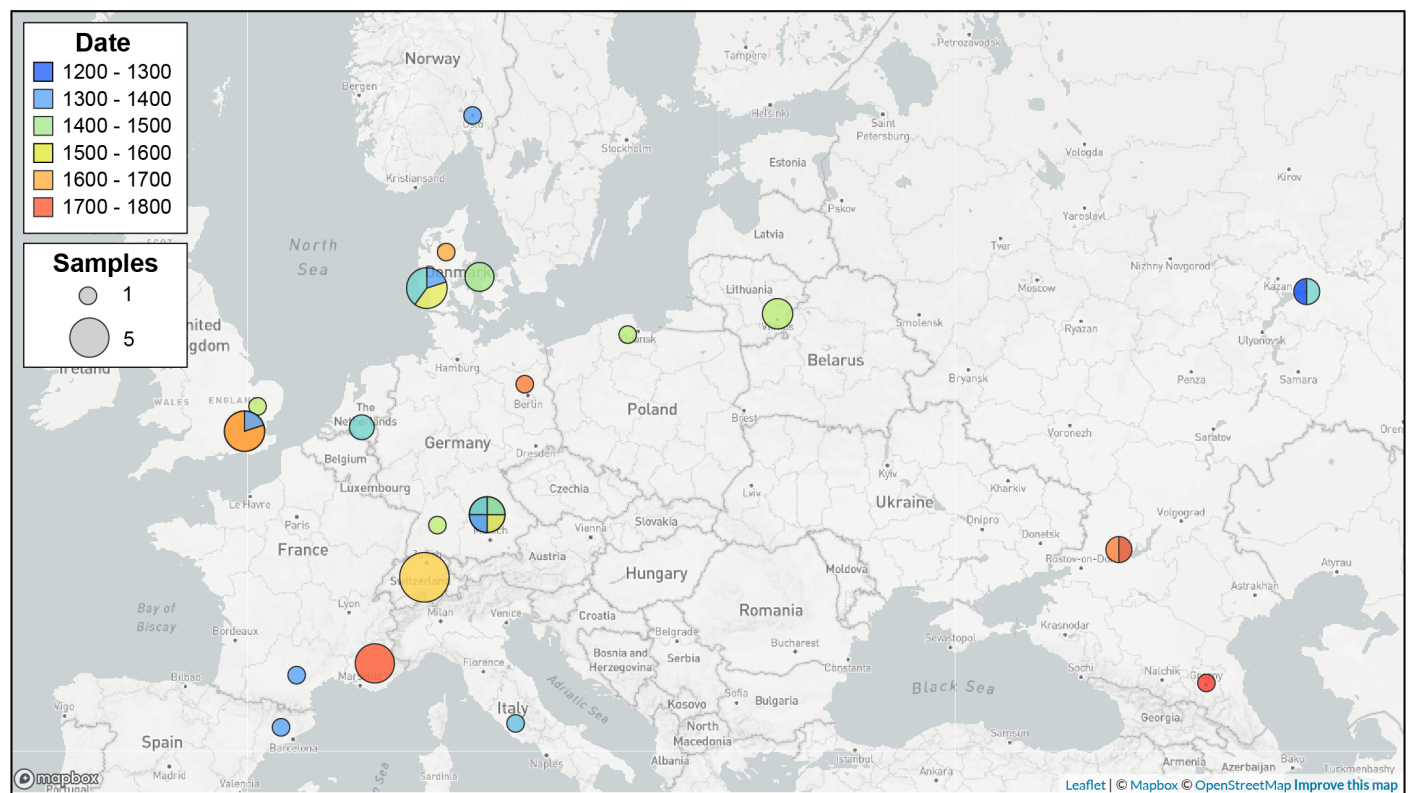 Date
1200 - 1300
1300 - 1400
1400 - 1500
1500 - 1600
1600 - 1700
1700 - 1800
Samples
1
5
Norway
Bergen
Oslo
Kristiansand
Stockholm
Tampere
Helsinki
Petrozavodsk
Saint
Petersburg
Estonia
Vologda
Kirov
Pskov
Yaroslavl
Latvia
Tver
North
Sea
Nizhny Novgorod
Kazan
Denmark
Lithuania
Moscow
Smolensk
Ryazan
Ulyanovsk
nited
gdom
Ireland
Hamburg
Belarus
Bryansk
Penza
Samara
WALES
ENGLAN
Berlin
The
Netherlands
Poland
Brest
Voronezh
Saratov
Oren
Germany
Belgium
Dresden
Luxembourg
Czechia
Lviv
Kyiv
Kharkiv
Ukraine
Le Havre
Paris
Slovakia
Dnipro
Volgograd
Vienna
France
Austria
Donetsk
Rostov-on-Do
Hungary
Moldova
Atyrau
Switzerland
Astrakhan
Bay of
Biscay
Lyon
Milan
Venice
Croatia
Romania
Krasnodar
Bordeaux
Belgrade
Bucharest
Sevastopol
Bosnia and
Herzegovina
Serbia
Florence
Constanta
Sochi
Nalchik
Bilbao
Adriatic Sea
Black Sea
Sofia
Bulgaria
Kosovo
Vigo
Italy
Georgia
North
Macedonia
Spain
Barcelona
Samsun
Naples
Albania
Istanbul
Armenia
Azerbaijan
Baku
Turkmenbashy
Madrid
Sardinia
Ankara
Valencia
Portugal
mapbox
Leaflet | © Mapbox © OpenStreetMap Improve this map